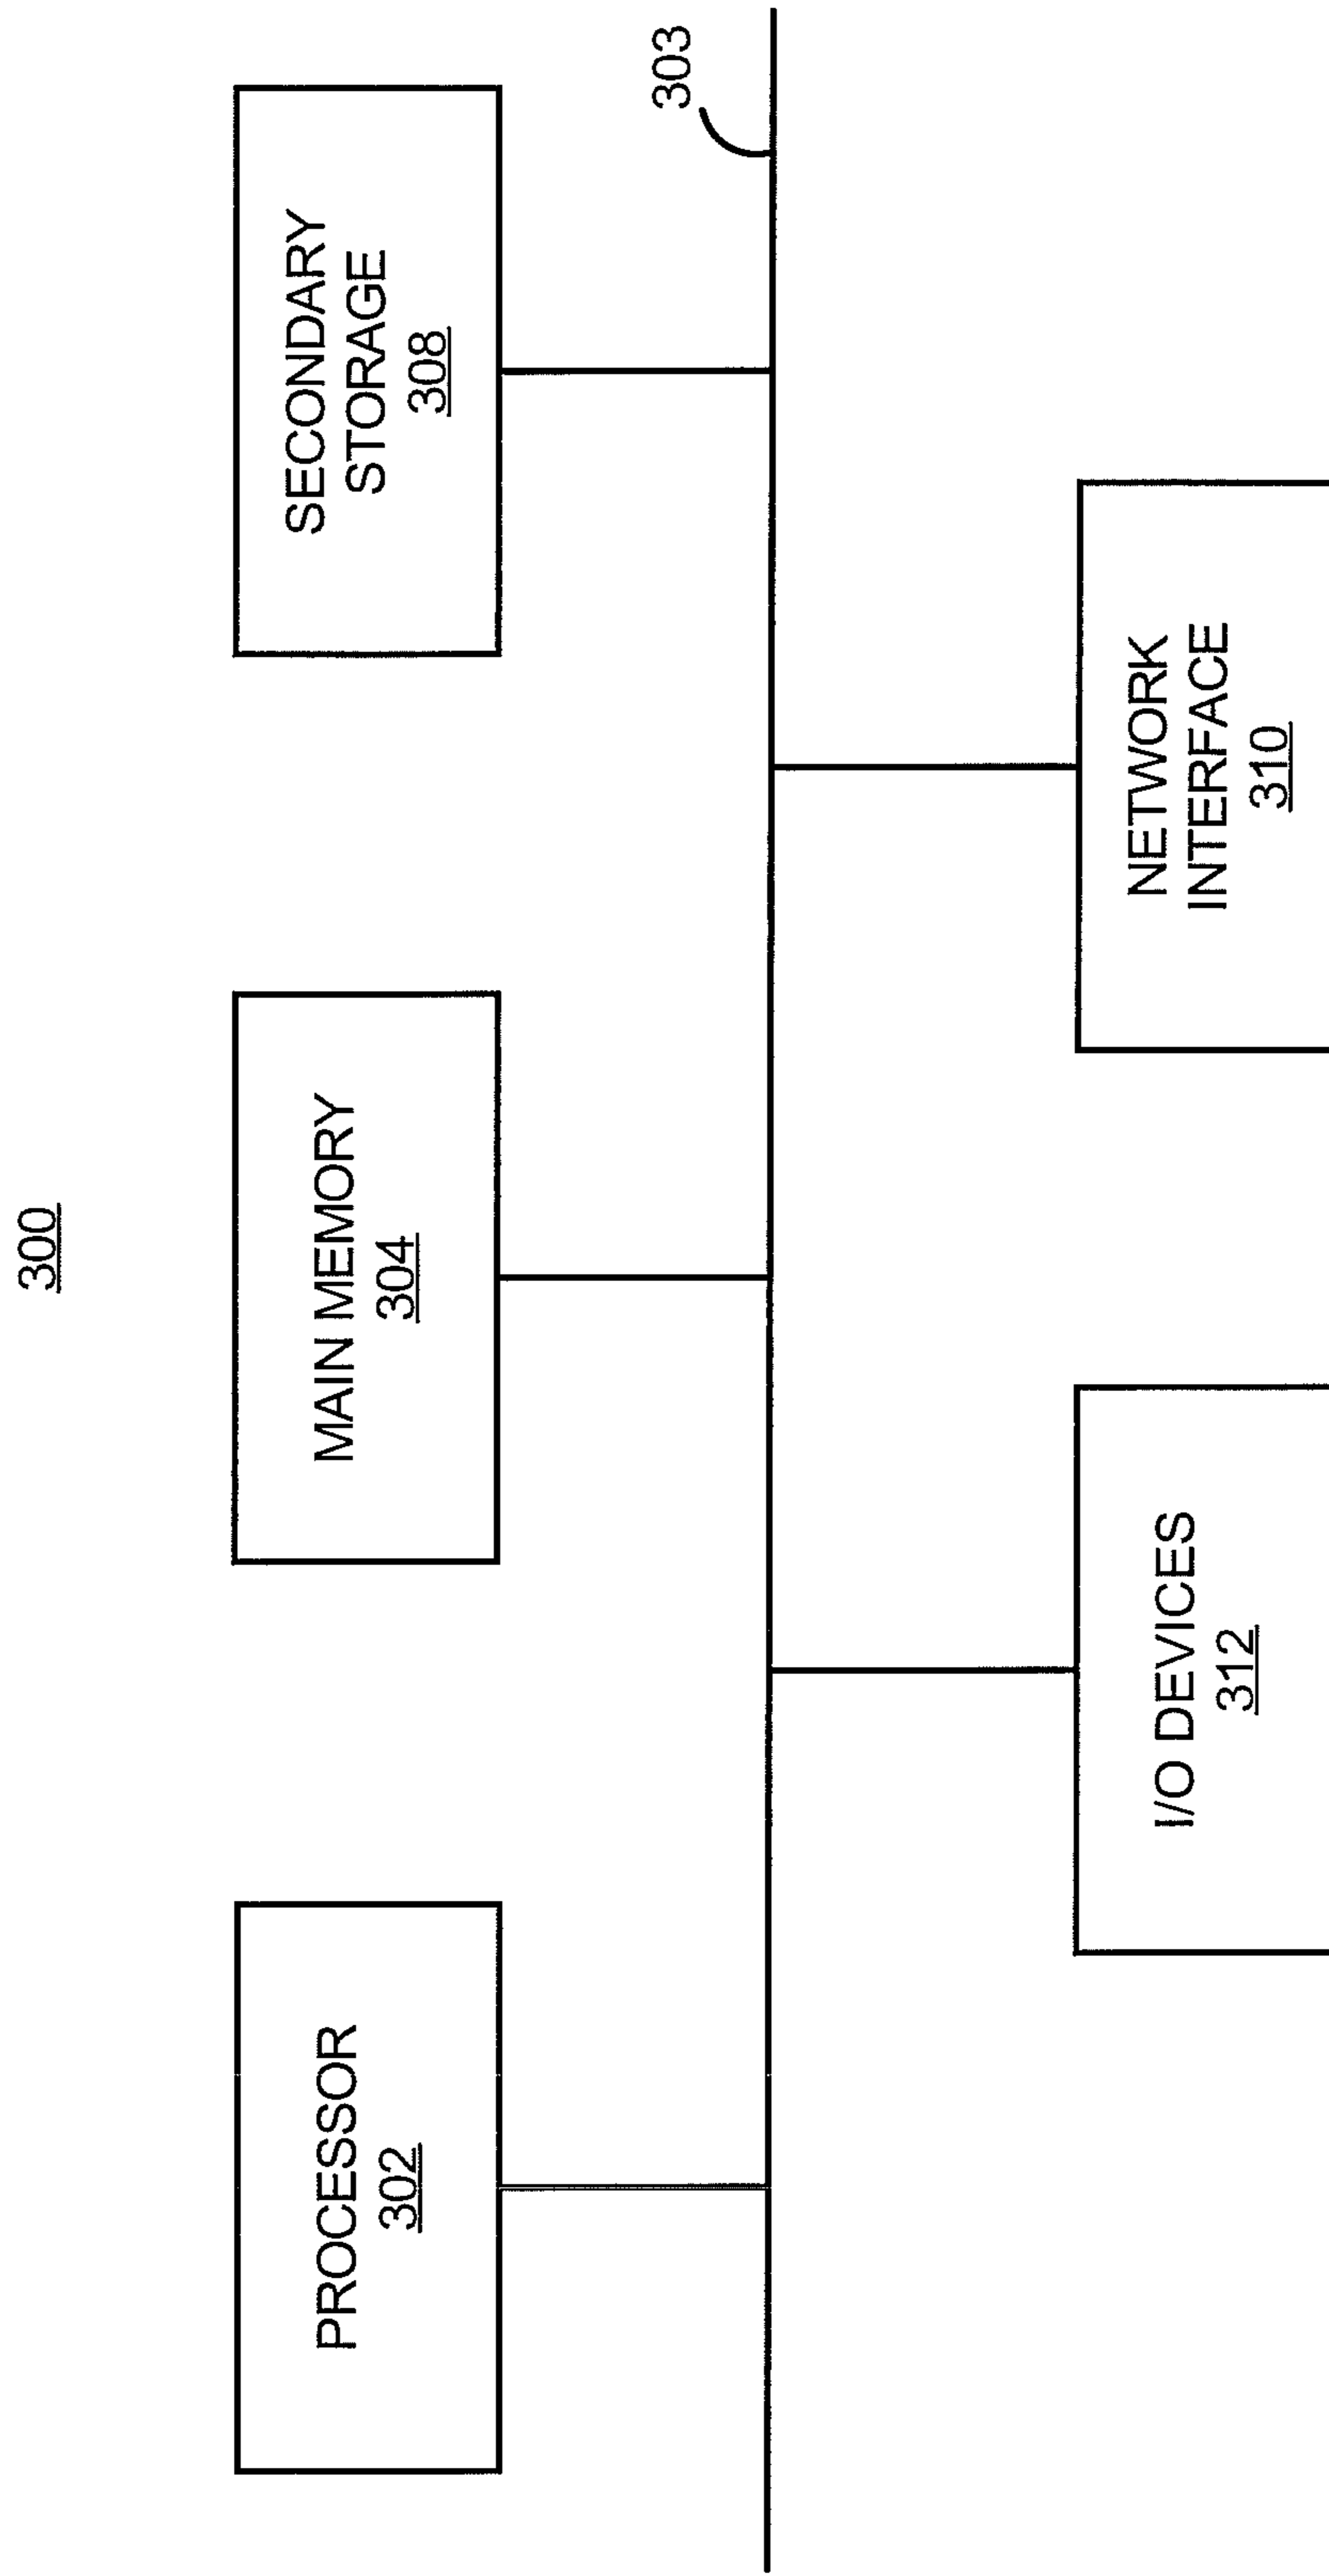 300
PROCESSOR
302
MAIN MEMORY
304
SECONDARY
STORAGE
308
303
I/O DEVICES
312
NETWORK
INTERFACE
310